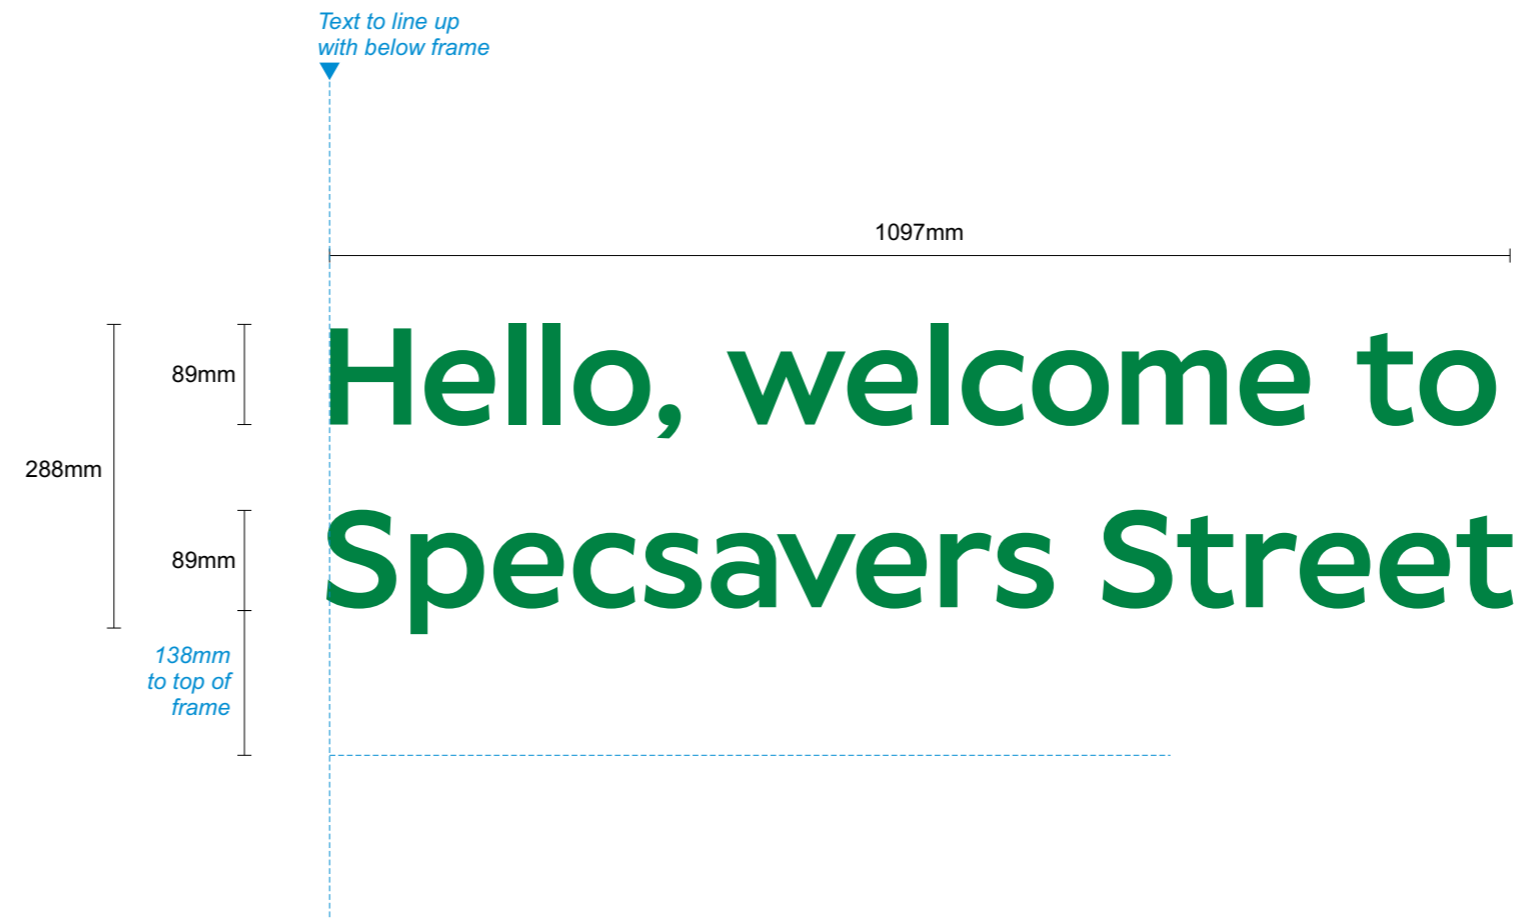 Text to line up
with below frame
1097mm
89mm
Hello, welcome to
288mm
89mm
Specsavers Street
138mm
to top of
frame